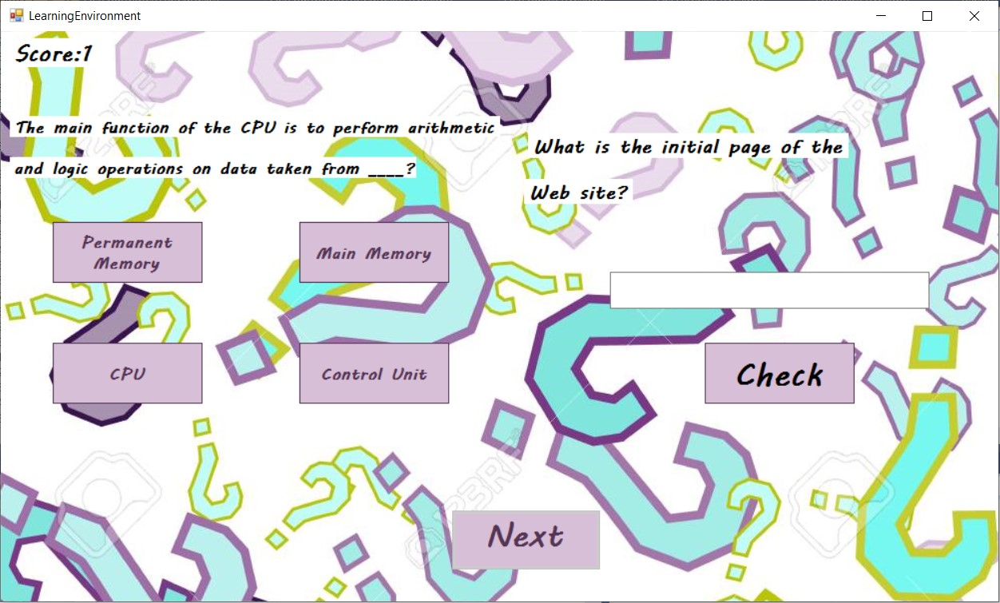 LearningEnvironment
Score:1
The main function of the CPU is to perform arithmetic
and logic operations on data taken from ____?
What is the initial page of the
Web site?
Permanent
Memory
Main Memory
CPU
Control Unit
Check
Next